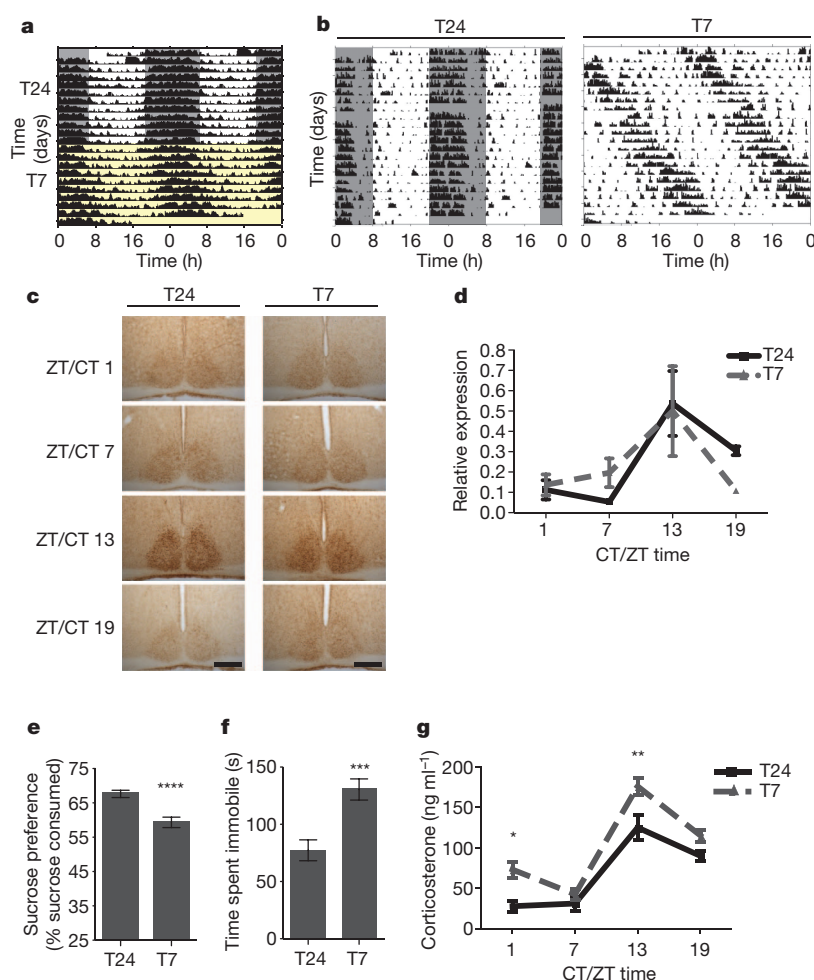 a
T24
T7
Time
(days)
0 8 16 0 8 16 0
Time (h)
b
T24
T7
Time (days)
0 8 16 0 8 16 0
Time (h)
0 8 16 0 8 16 0
Time (h)
c
T24
T7
ZT/CT 1
ZT/CT 7
ZT/CT 13
ZT/CT 19
d
Relative expression
0.8
0.7
0.6
0.5
0.4
0.3
0.2
0.1
0.0
1 7 13 19
CT/ZT time
T24
T7
e
Sucrose preference
(% sucrose consumed)
75
65
55
45
35
25
****
T24 T7
f
Time spent immobile (s)
150
100
50
0
***
T24 T7
g
Corticosterone (ng ml⁻¹)
200
150
100
50
0
*
**
1 7 13 19
CT/ZT time
T24
T7